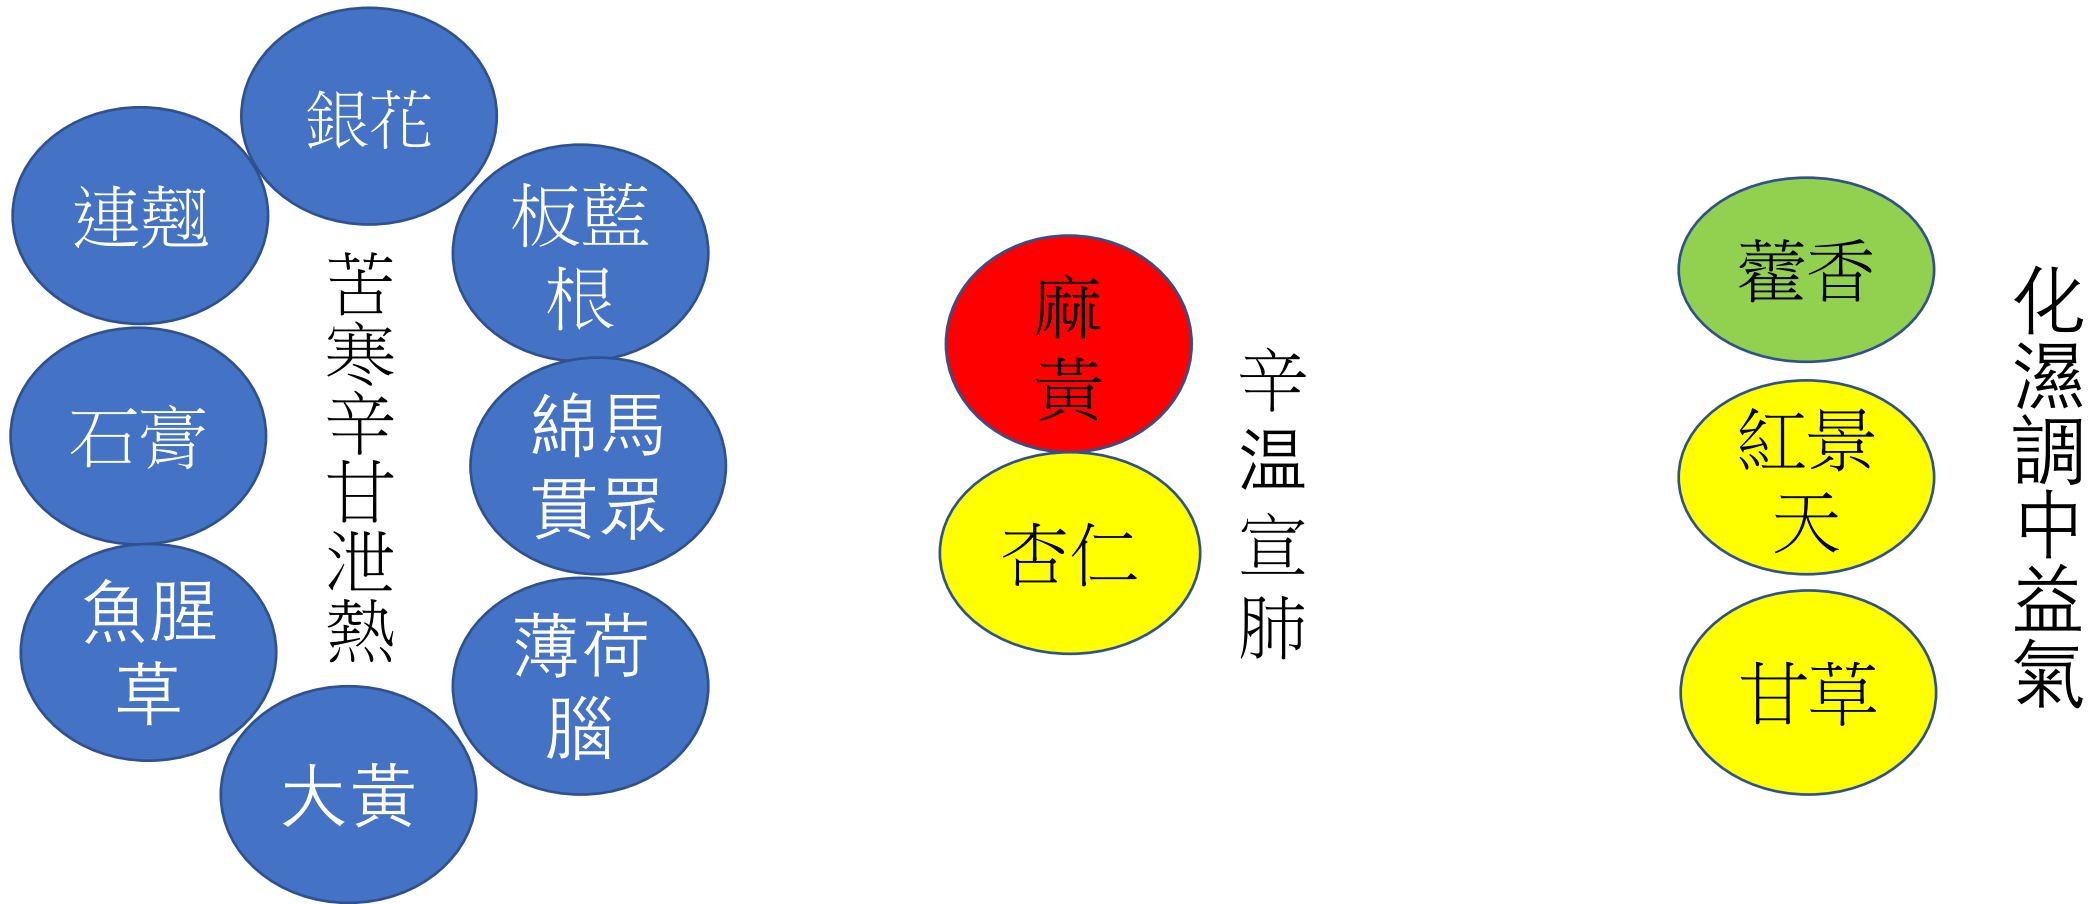 銀花
連翹
板藍
根
石膏
綿馬
貫眾
魚腥
草
薄荷
腦
大黃
苦寒辛甘泄熱
麻
黃
杏仁
辛温宣肺
藿香
紅景
天
甘草
化濕調中益氣